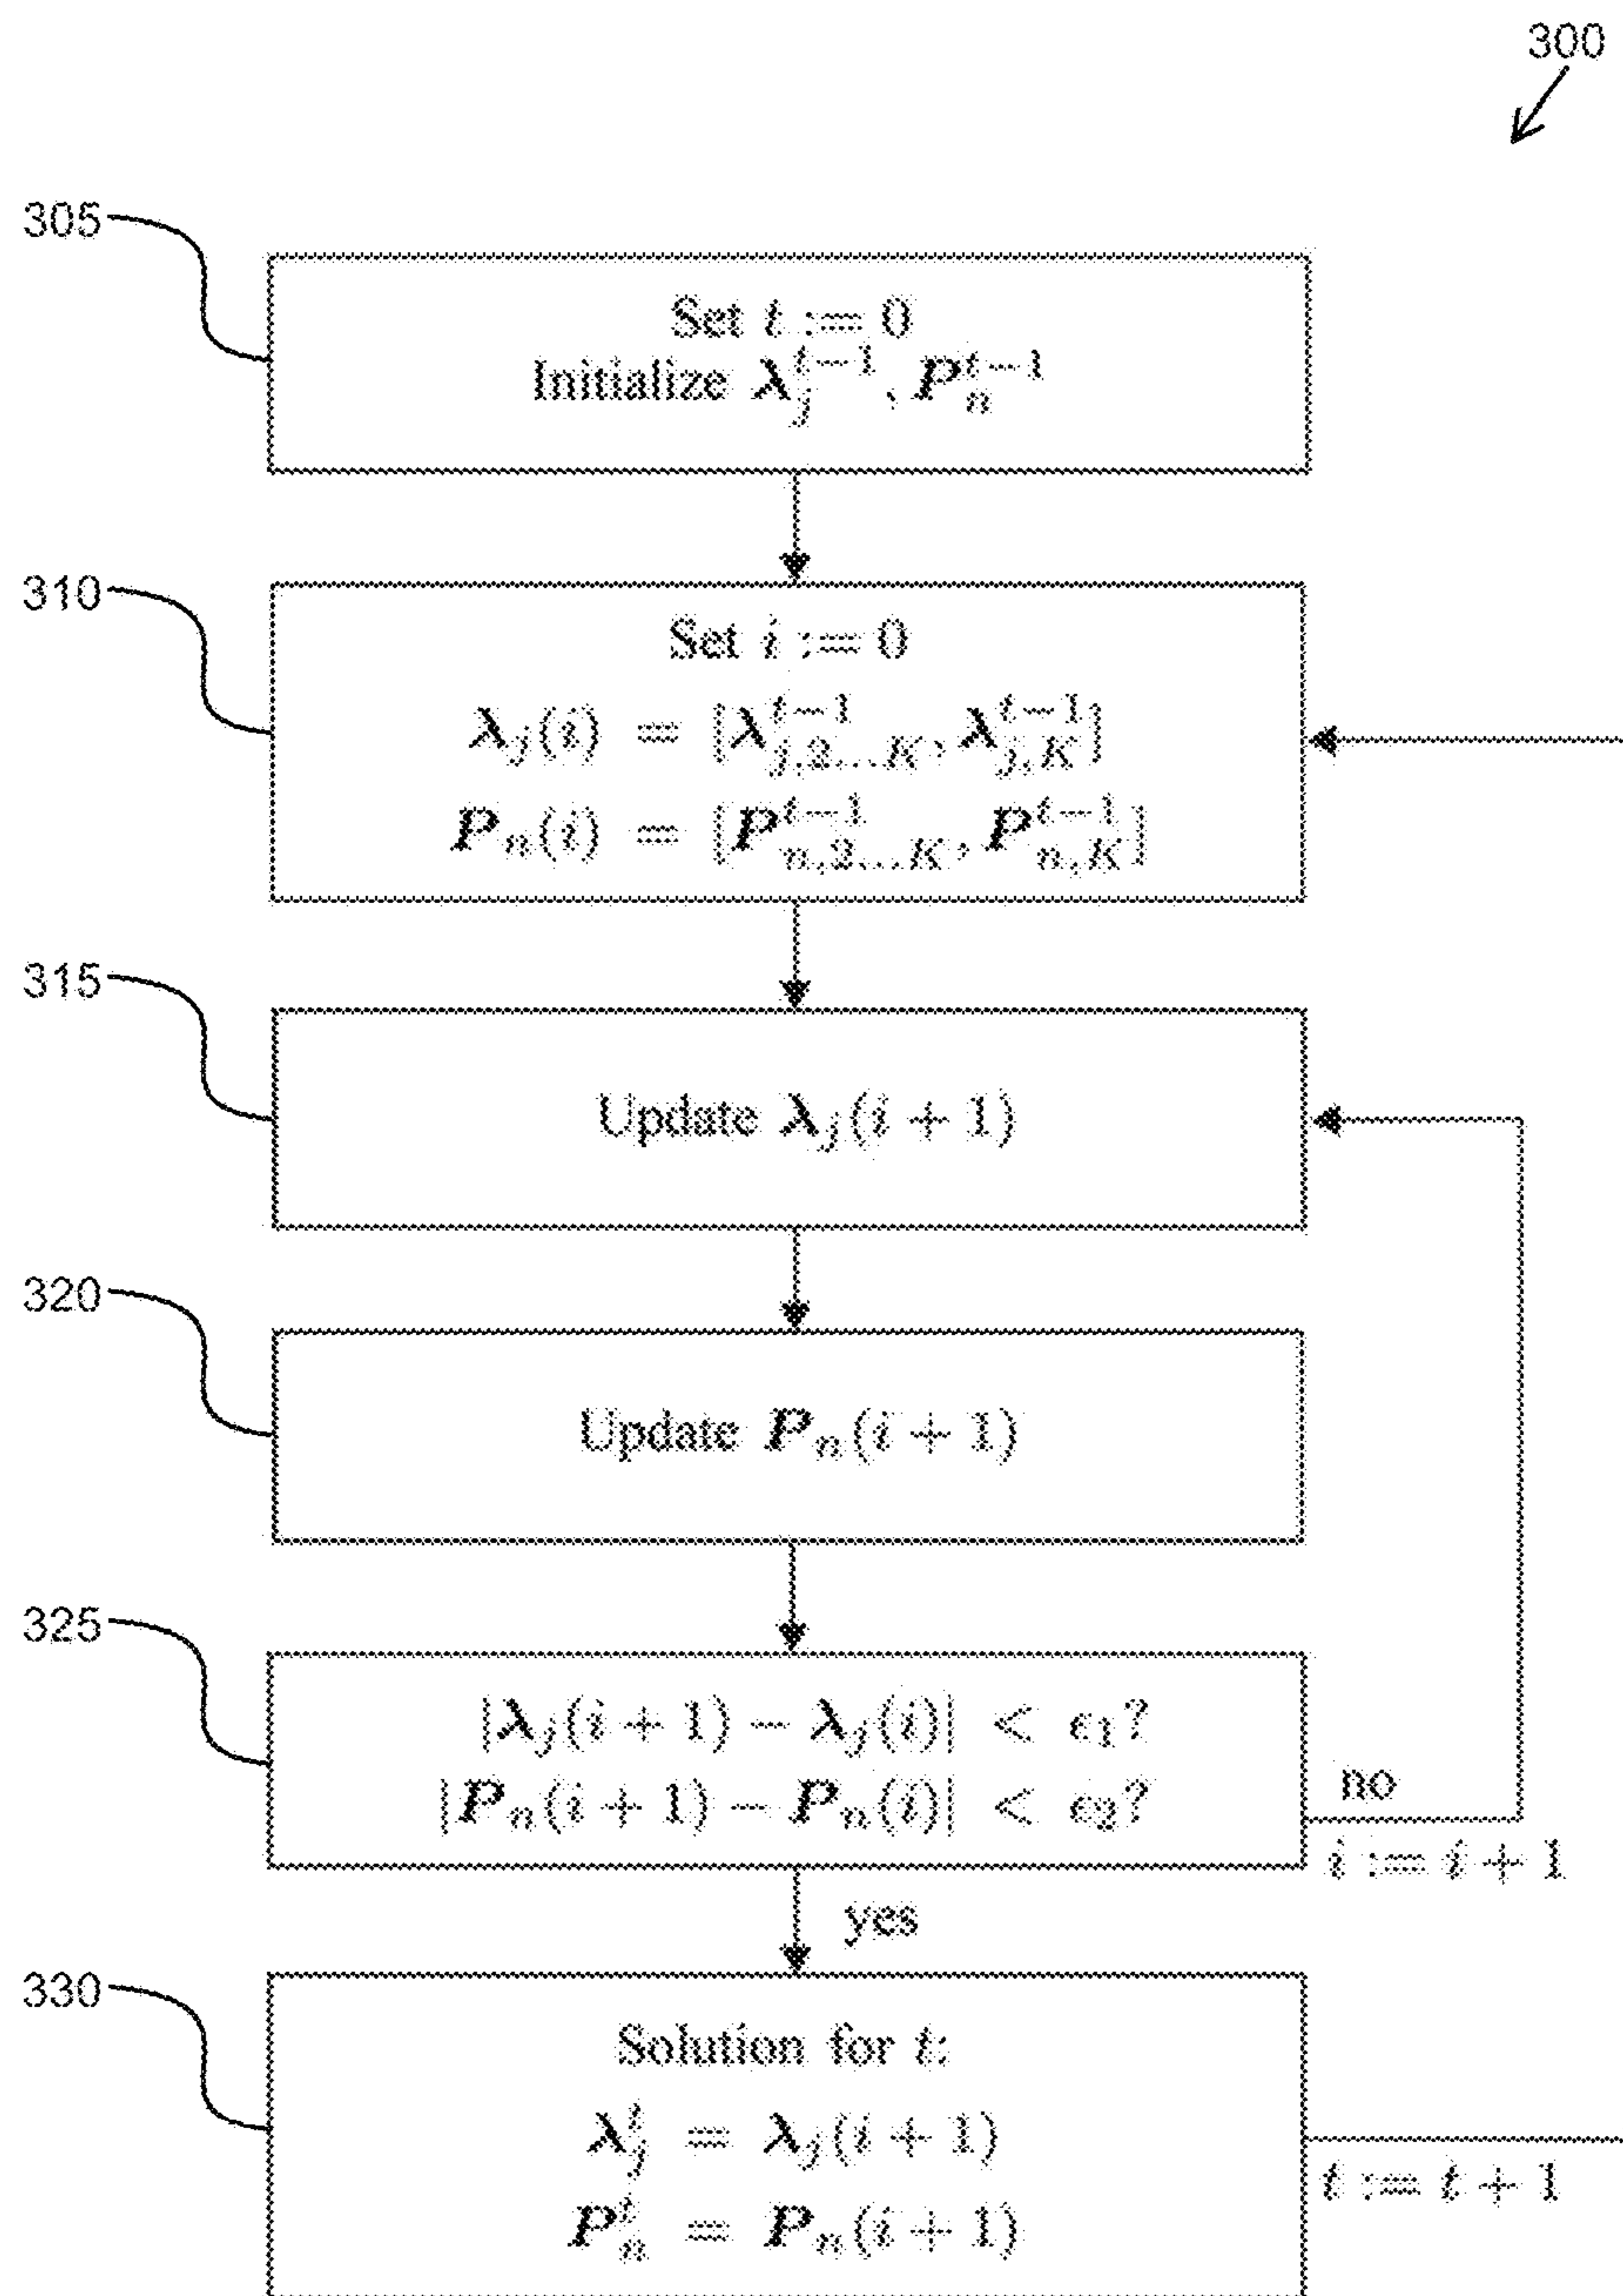 300
305
Set t := 0
Initialize λ_j^{t−1}, P_n^{t−1}
310
Set i := 0
λ_j(i) = [λ_{j,2...K}^{t−1}, λ_{j,K}^{t−1}]
P_n(i) = [P_{n,2...K}^{t−1}, P_{n,K}^{t−1}]
315
Update λ_j(i + 1)
320
Update P_n(i + 1)
325
|λ_j(i + 1) − λ_j(i)| < ϵ_1?
|P_n(i + 1) − P_n(i)| < ϵ_2?
no
i := i + 1
yes
330
Solution for t:
λ_j^t = λ_j(i + 1)
P_n^t = P_n(i + 1)
t := t + 1